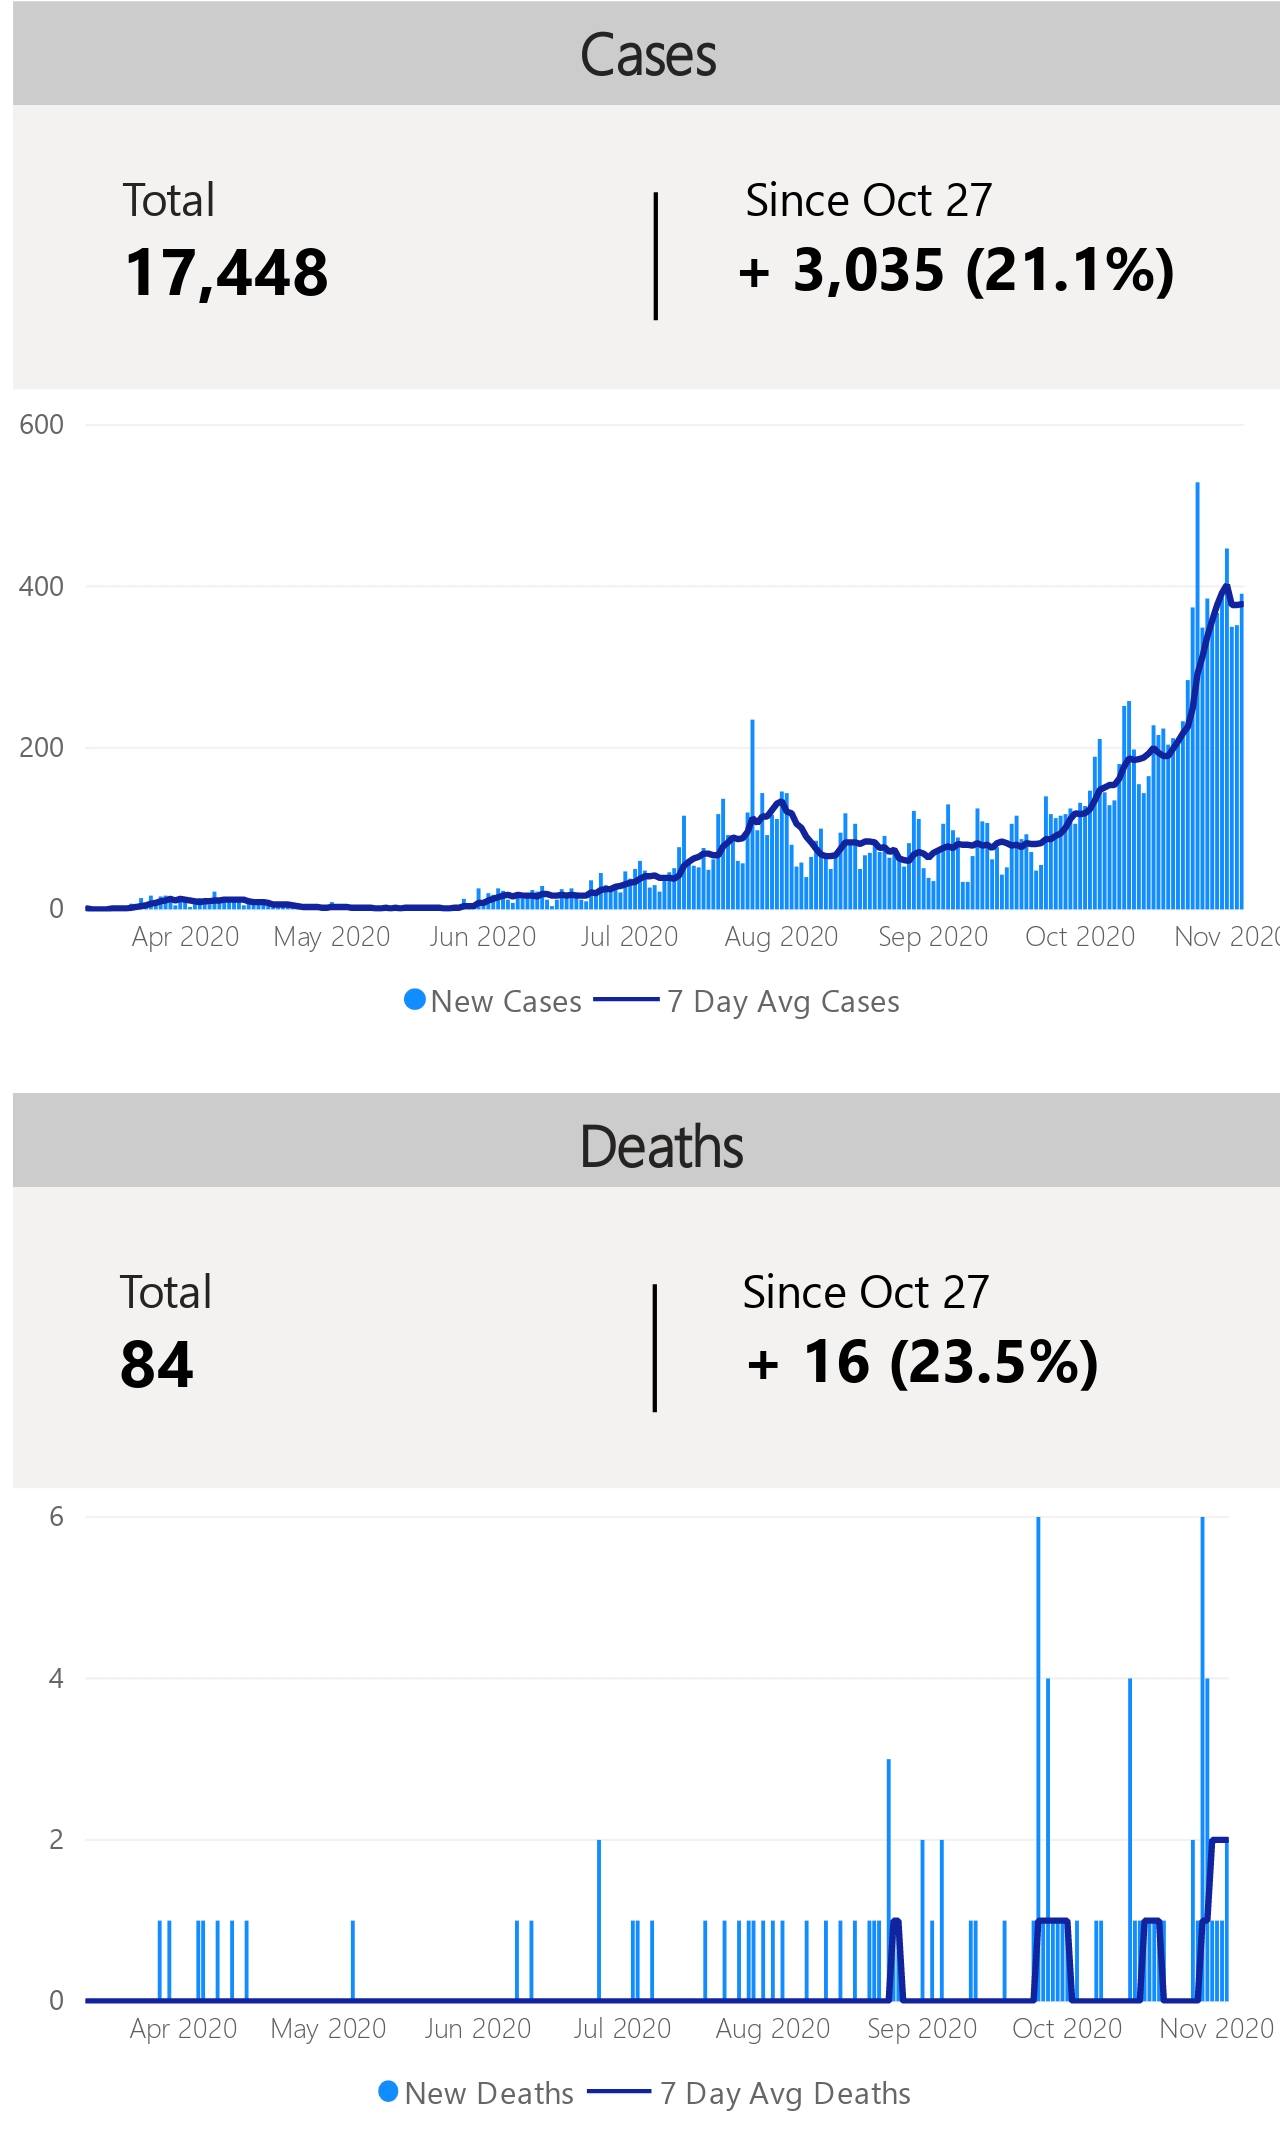 Cases
Total
Since Oct 27
17,448
+ 3,035 (21.1%)
600
400
200
0
Apr 2020 May 2020 Jun 2020 Jul 2020 Aug 2020 Sep 2020 Oct 2020 Nov 2020
New Cases 7 Day Avg Cases
Deaths
Total
Since Oct 27
84
+ 16 (23.5%)
6
4
2
0
Apr 2020 May 2020 Jun 2020 Jul 2020 Aug 2020 Sep 2020 Oct 2020 Nov 2020
New Deaths 7 Day Avg Deaths